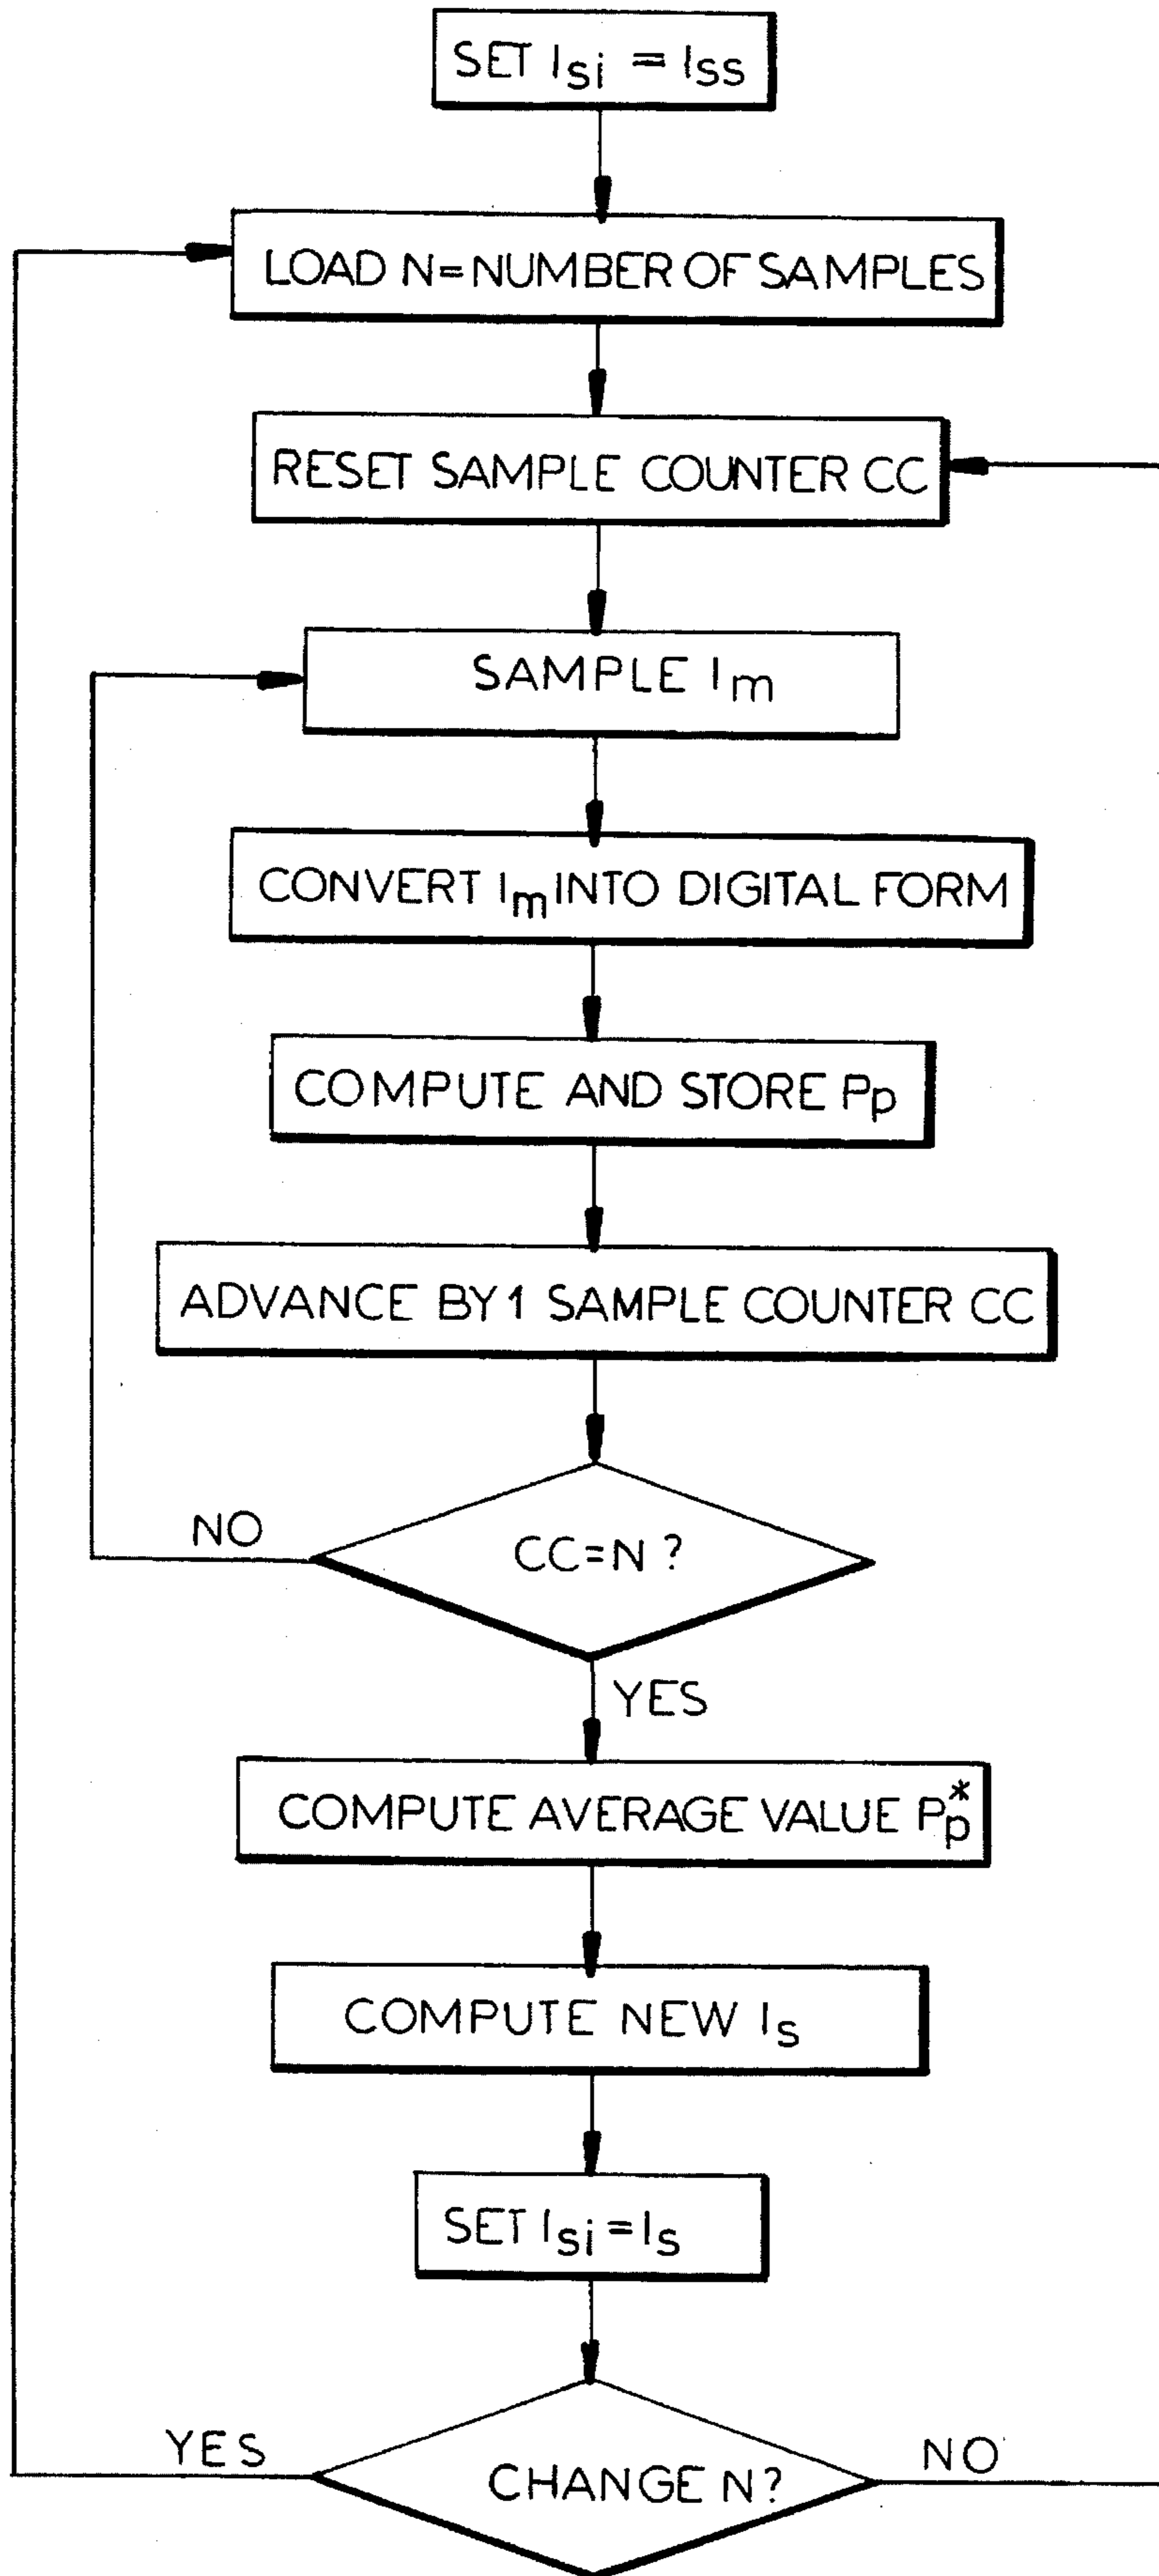 SET Isi = Iss
LOAD N=NUMBER OF SAMPLES
RESET SAMPLE COUNTER CC
SAMPLE Im
CONVERT Im INTO DIGITAL FORM
COMPUTE AND STORE Pp
ADVANCE BY 1 SAMPLE COUNTER CC
NO
CC=N ?
YES
COMPUTE AVERAGE VALUE Pp*
COMPUTE NEW Is
SET Isi = Is
YES
CHANGE N?
NO